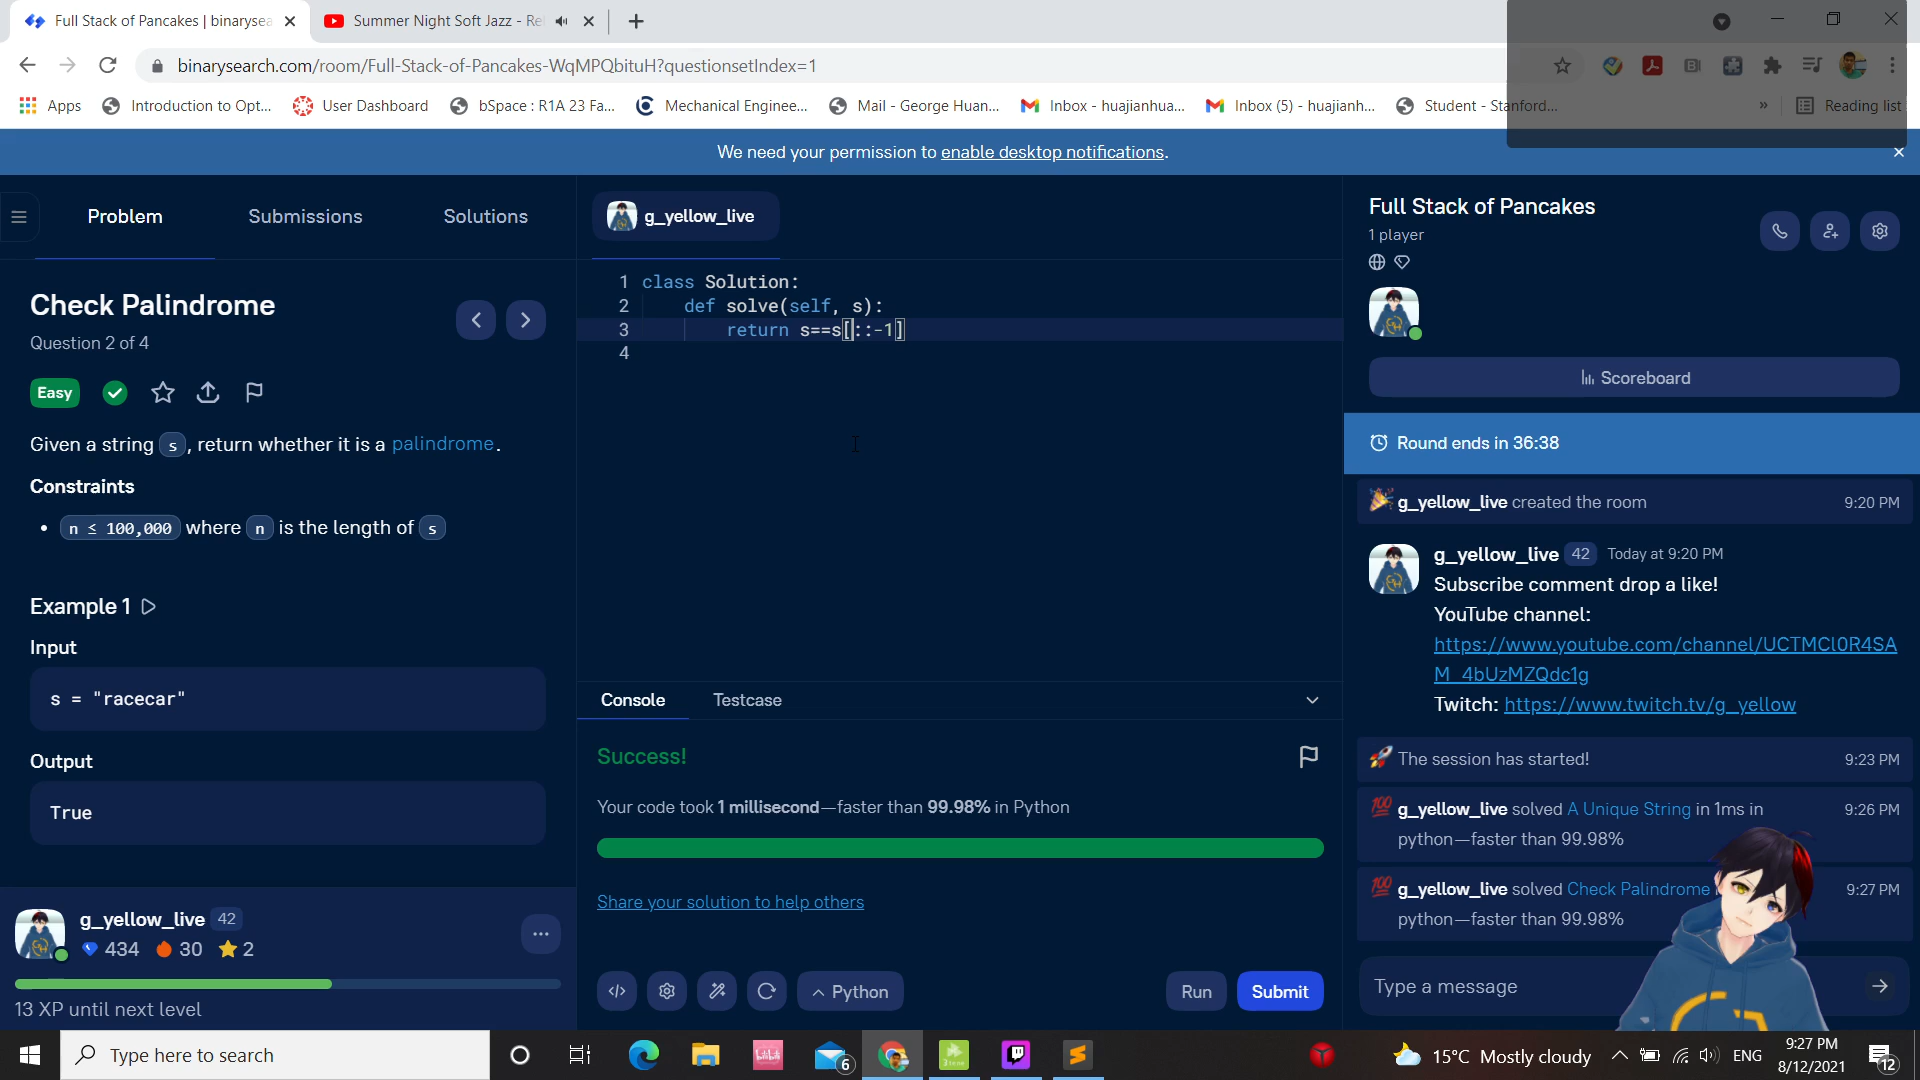 Full Stack of Pancakes | binarysea
Summer Night Soft Jazz - Re
binarysearch.com/room/Full-Stack-of-Pancakes-WqMPQbituH?questionsetIndex=1
Apps
Introduction to Opt...
User Dashboard
bSpace : R1A 23 Fa...
Mechanical Enginee...
Mail - George Huan...
Inbox - huajianhua...
Inbox (5) - huajianh...
Student - Stanford...
»
Reading list
We need your permission to enable desktop notifications.
Problem
Submissions
Solutions
Check Palindrome
Question 2 of 4
Easy
Given a string s, return whether it is a palindrome.
Constraints
• n ≤ 100,000 where n is the length of s
Example 1
Input
s = "racecar"
Output
True
g_yellow_live 42
434 30 2
13 XP until next level
g_yellow_live
1 class Solution:
2 def solve(self, s):
3 return s==s[::-1]
4
Console
Testcase
Success!
Your code took 1 millisecond—faster than 99.98% in Python
Share your solution to help others
Python
Run
Submit
Full Stack of Pancakes
1 player
Scoreboard
Round ends in 36:38
g_yellow_live created the room 9:20 PM
g_yellow_live 42 Today at 9:20 PM
Subscribe comment drop a like!
YouTube channel:
https://www.youtube.com/channel/UCTMCl0R4SA
M_4bUzMZQdc1g
Twitch: https://www.twitch.tv/g_yellow
The session has started! 9:23 PM
100 g_yellow_live solved A Unique String in 1ms in 9:26 PM
python—faster than 99.98%
100 g_yellow_live solved Check Palindrome 9:27 PM
python—faster than 99.98%
Type a message
Type here to search
6
15°C Mostly cloudy
ENG
9:27 PM
8/12/2021
12